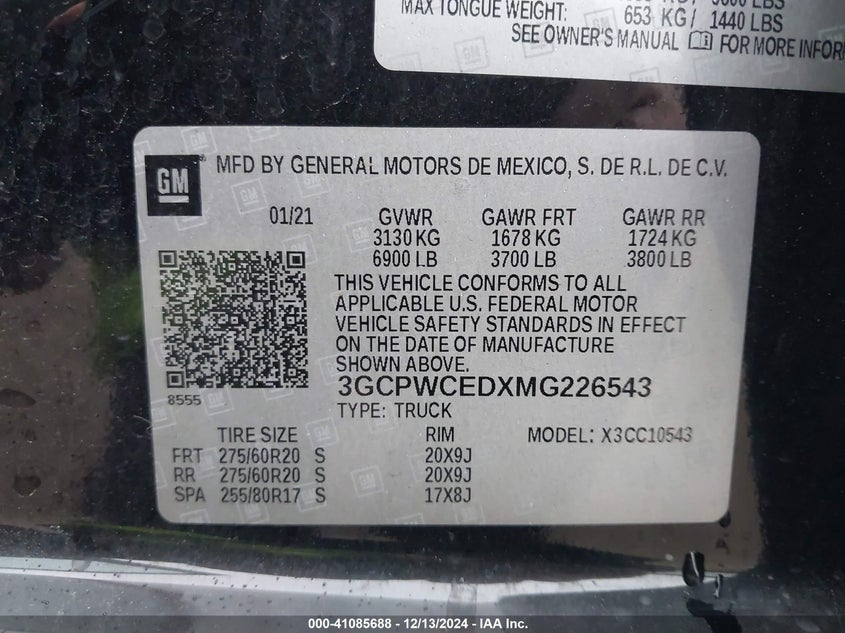 MAX TONGUE WEIGHT: 653 KG/ 1440 LBS
SEE OWNER'S MANUAL FOR MORE INFOR
GM
MFD BY GENERAL MOTORS DE MEXICO, S. DE R.L. DE C.V.
01/21 GVWR GAWR FRT GAWR RR
3130 KG 1678 KG 1724 KG
6900 LB 3700 LB 3800 LB
THIS VEHICLE CONFORMS TO ALL
APPLICABLE U.S. FEDERAL MOTOR
VEHICLE SAFETY STANDARDS IN EFFECT
ON THE DATE OF MANUFACTURE
SHOWN ABOVE.
8555
3GCPWCEDXMG226543
TYPE: TRUCK
TIRE SIZE RIM MODEL: X3CC10543
FRT 275/60R20 S 20X9J
RR 275/60R20 S 20X9J
SPA 255/80R17 S 17X8J
000-41085688 - 12/13/2024 - IAA Inc.